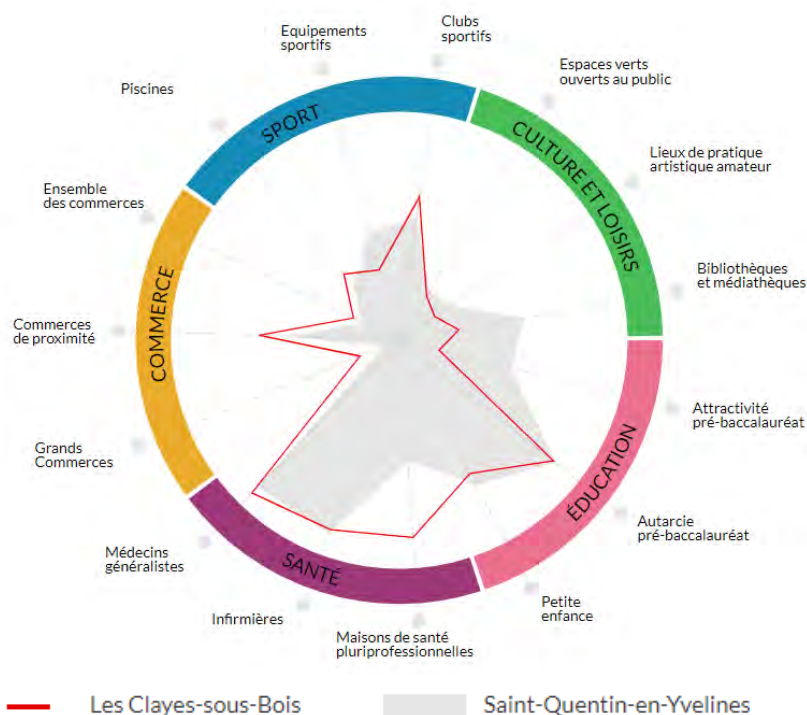 Clubs
sportifs
Equipements
sportifs
Espaces verts
ouverts au public
Piscines
SPORT
CULTURE ET LOISIRS
Lieux de pratique
artistique amateur
Ensemble
des commerces
Bibliothèques
et médiathèques
COMMERCE
Commerces
de proximité
Attractivité
pré-baccalauréat
Grands
Commerces
ÉDUCATION
Autarcie
pré-baccalauréat
Médecins
généralistes
SANTÉ
Petite
enfance
Infirmières
Maisons de santé
pluriprofessionnelles
Les Clayes-sous-Bois
Saint-Quentin-en-Yvelines